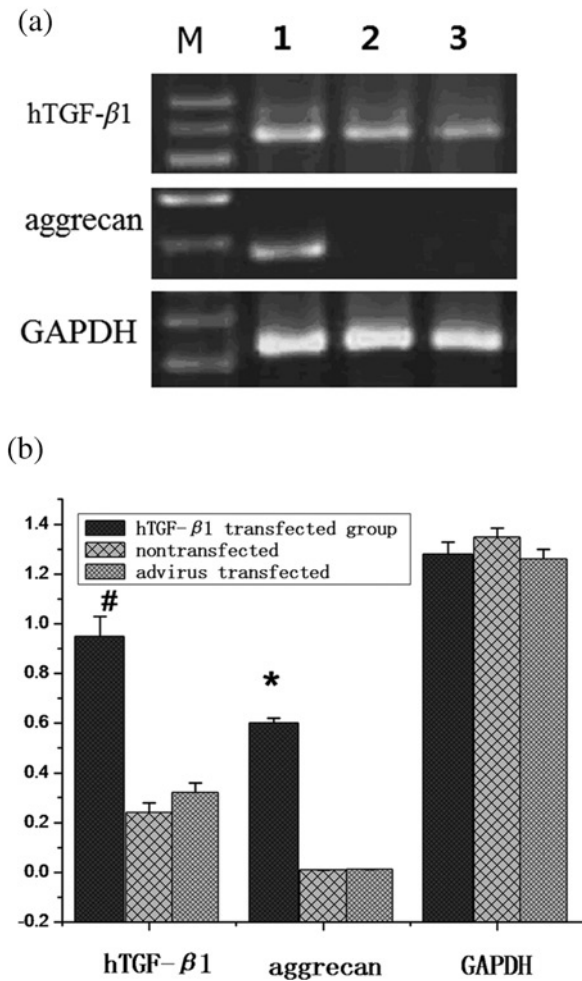 (a)
M 1 2 3
hTGF-β1
aggrecan
GAPDH
(b)
hTGF-β1 transfected group
nontransfected
advirus transfected
1.4
1.2
1.0
0.8
0.6
0.4
0.2
0.0
-0.2
#
*
hTGF-β1 aggrecan GAPDH